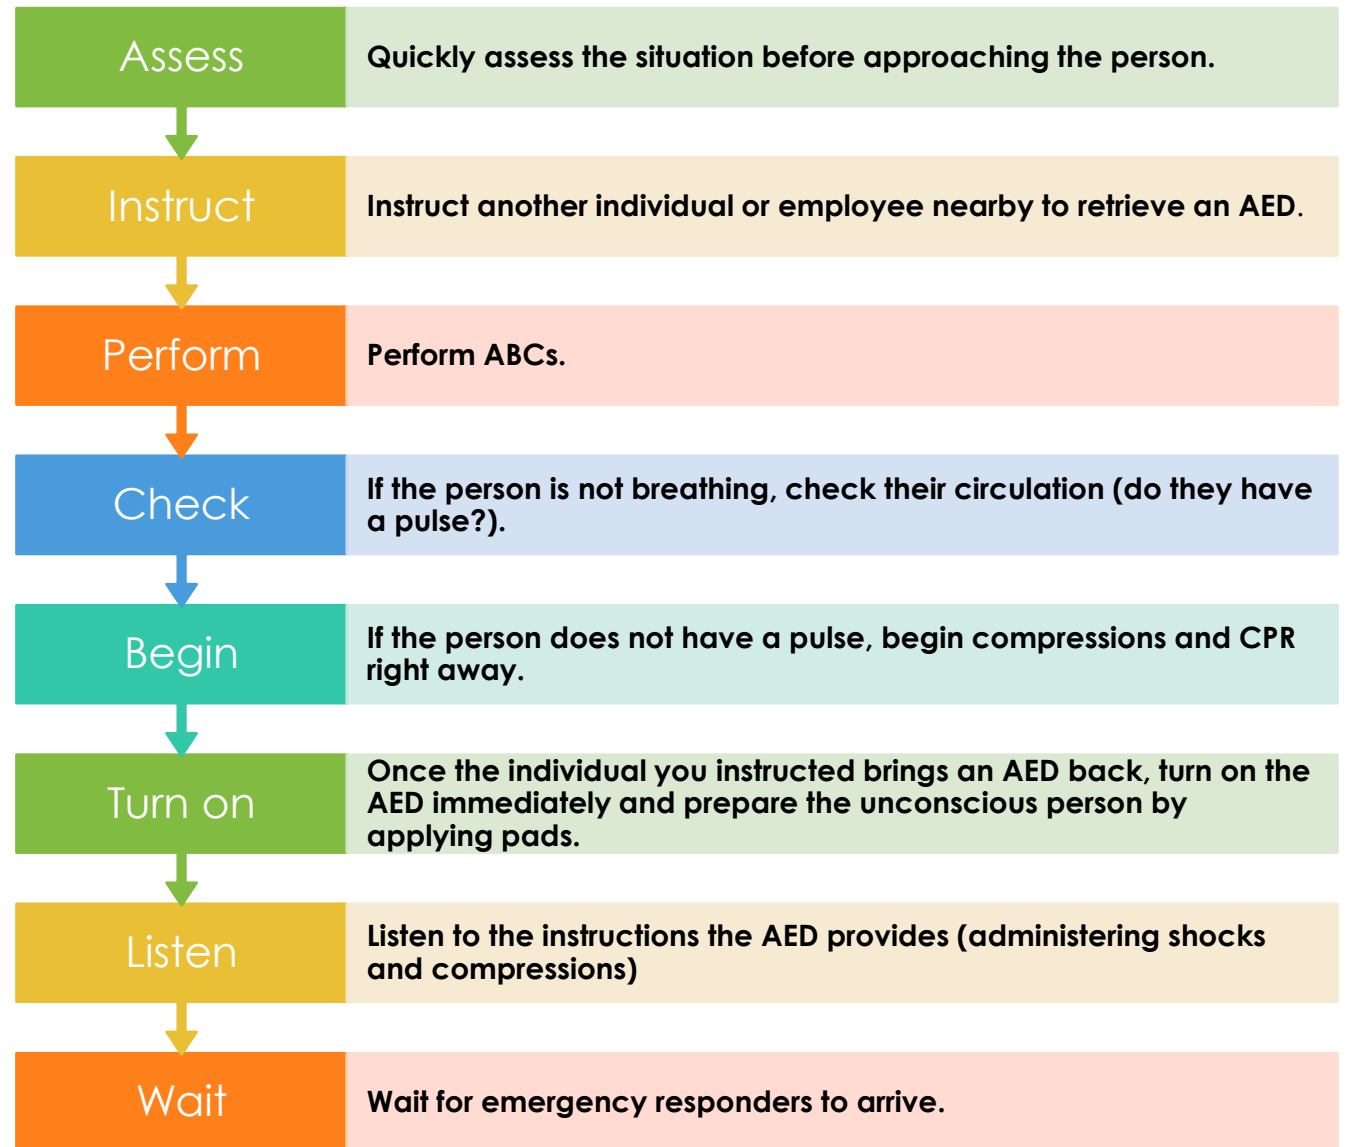 Assess
Quickly assess the situation before approaching the person.
Instruct
Instruct another individual or employee nearby to retrieve an AED.
Perform
Perform ABCs.
Check
If the person is not breathing, check their circulation (do they have
a pulse?).
Begin
If the person does not have a pulse, begin compressions and CPR
right away.
Turn on
Once the individual you instructed brings an AED back, turn on the
AED immediately and prepare the unconscious person by
applying pads.
Listen
Listen to the instructions the AED provides (administering shocks
and compressions)
Wait
Wait for emergency responders to arrive.